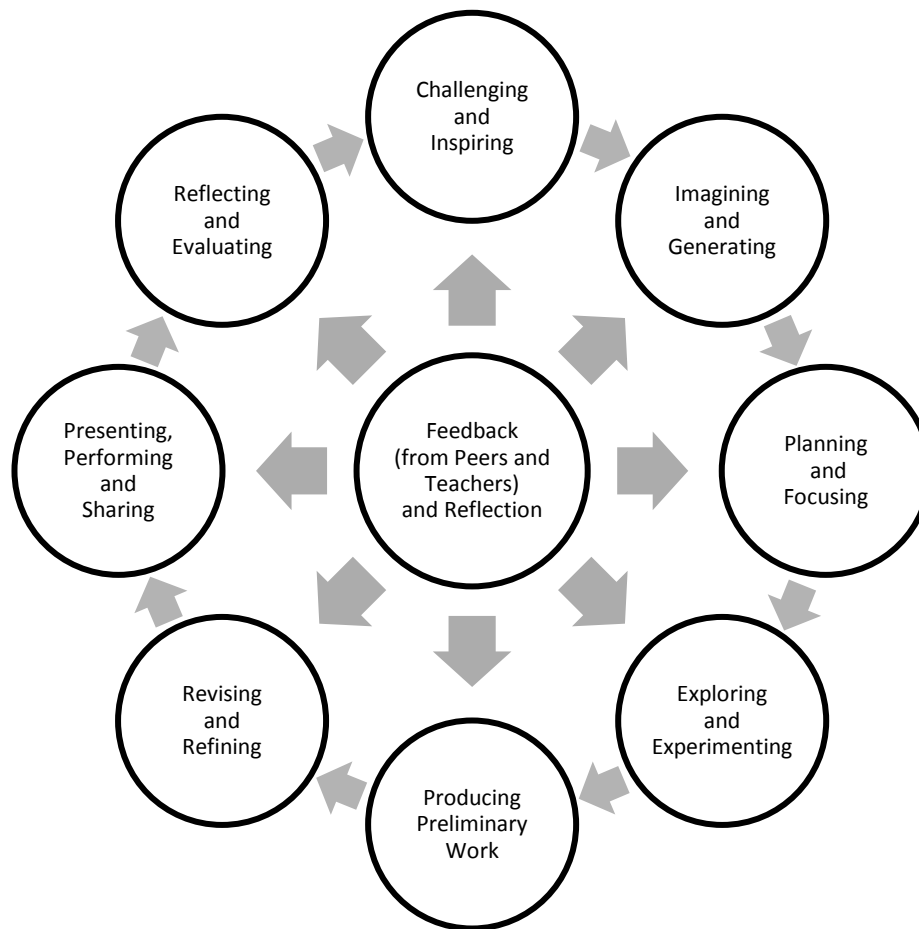 Challenging
and
Inspiring
Imagining
and
Generating
Planning
and
Focusing
Exploring
and
Experimenting
Producing
Preliminary
Work
Revising
and
Refining
Presenting,
Performing
and
Sharing
Reflecting
and
Evaluating
Feedback
(from Peers and
Teachers)
and Reflection